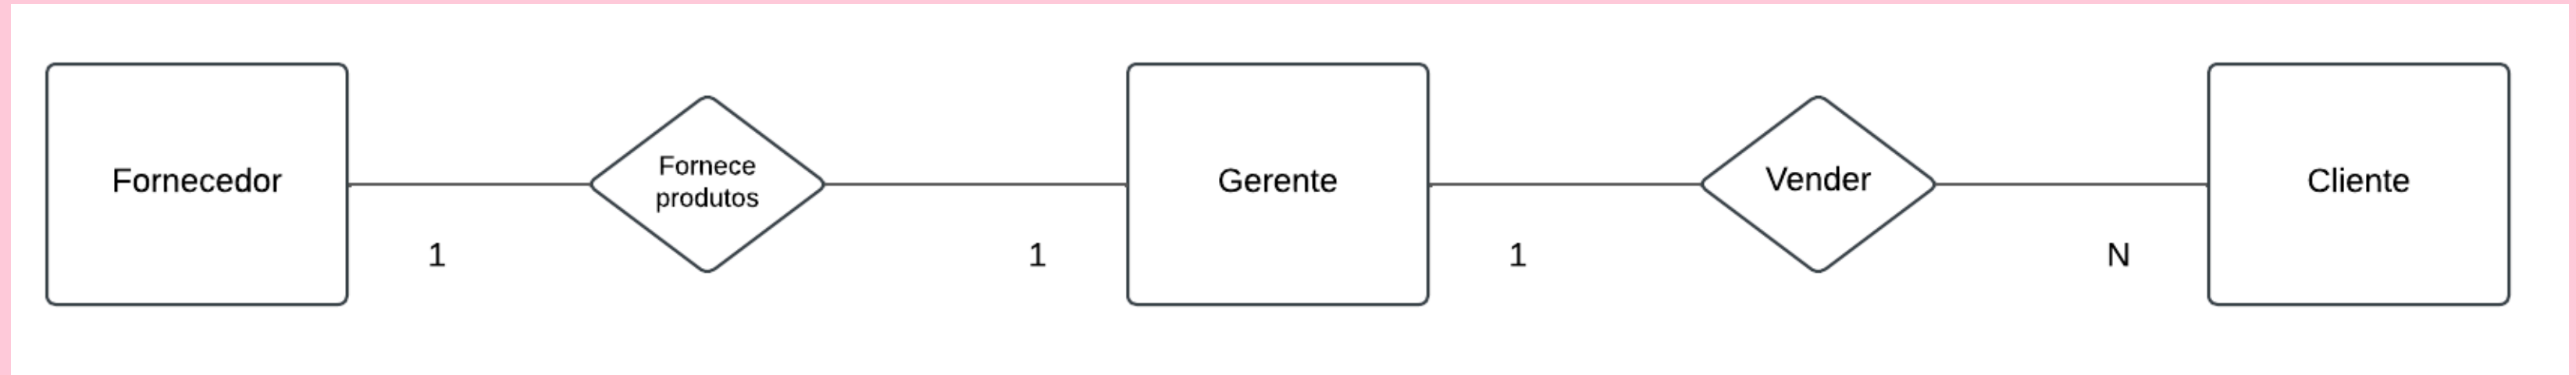 Fornecedor
Fornece
produtos
Gerente
Vender
Cliente
1
1
1
N